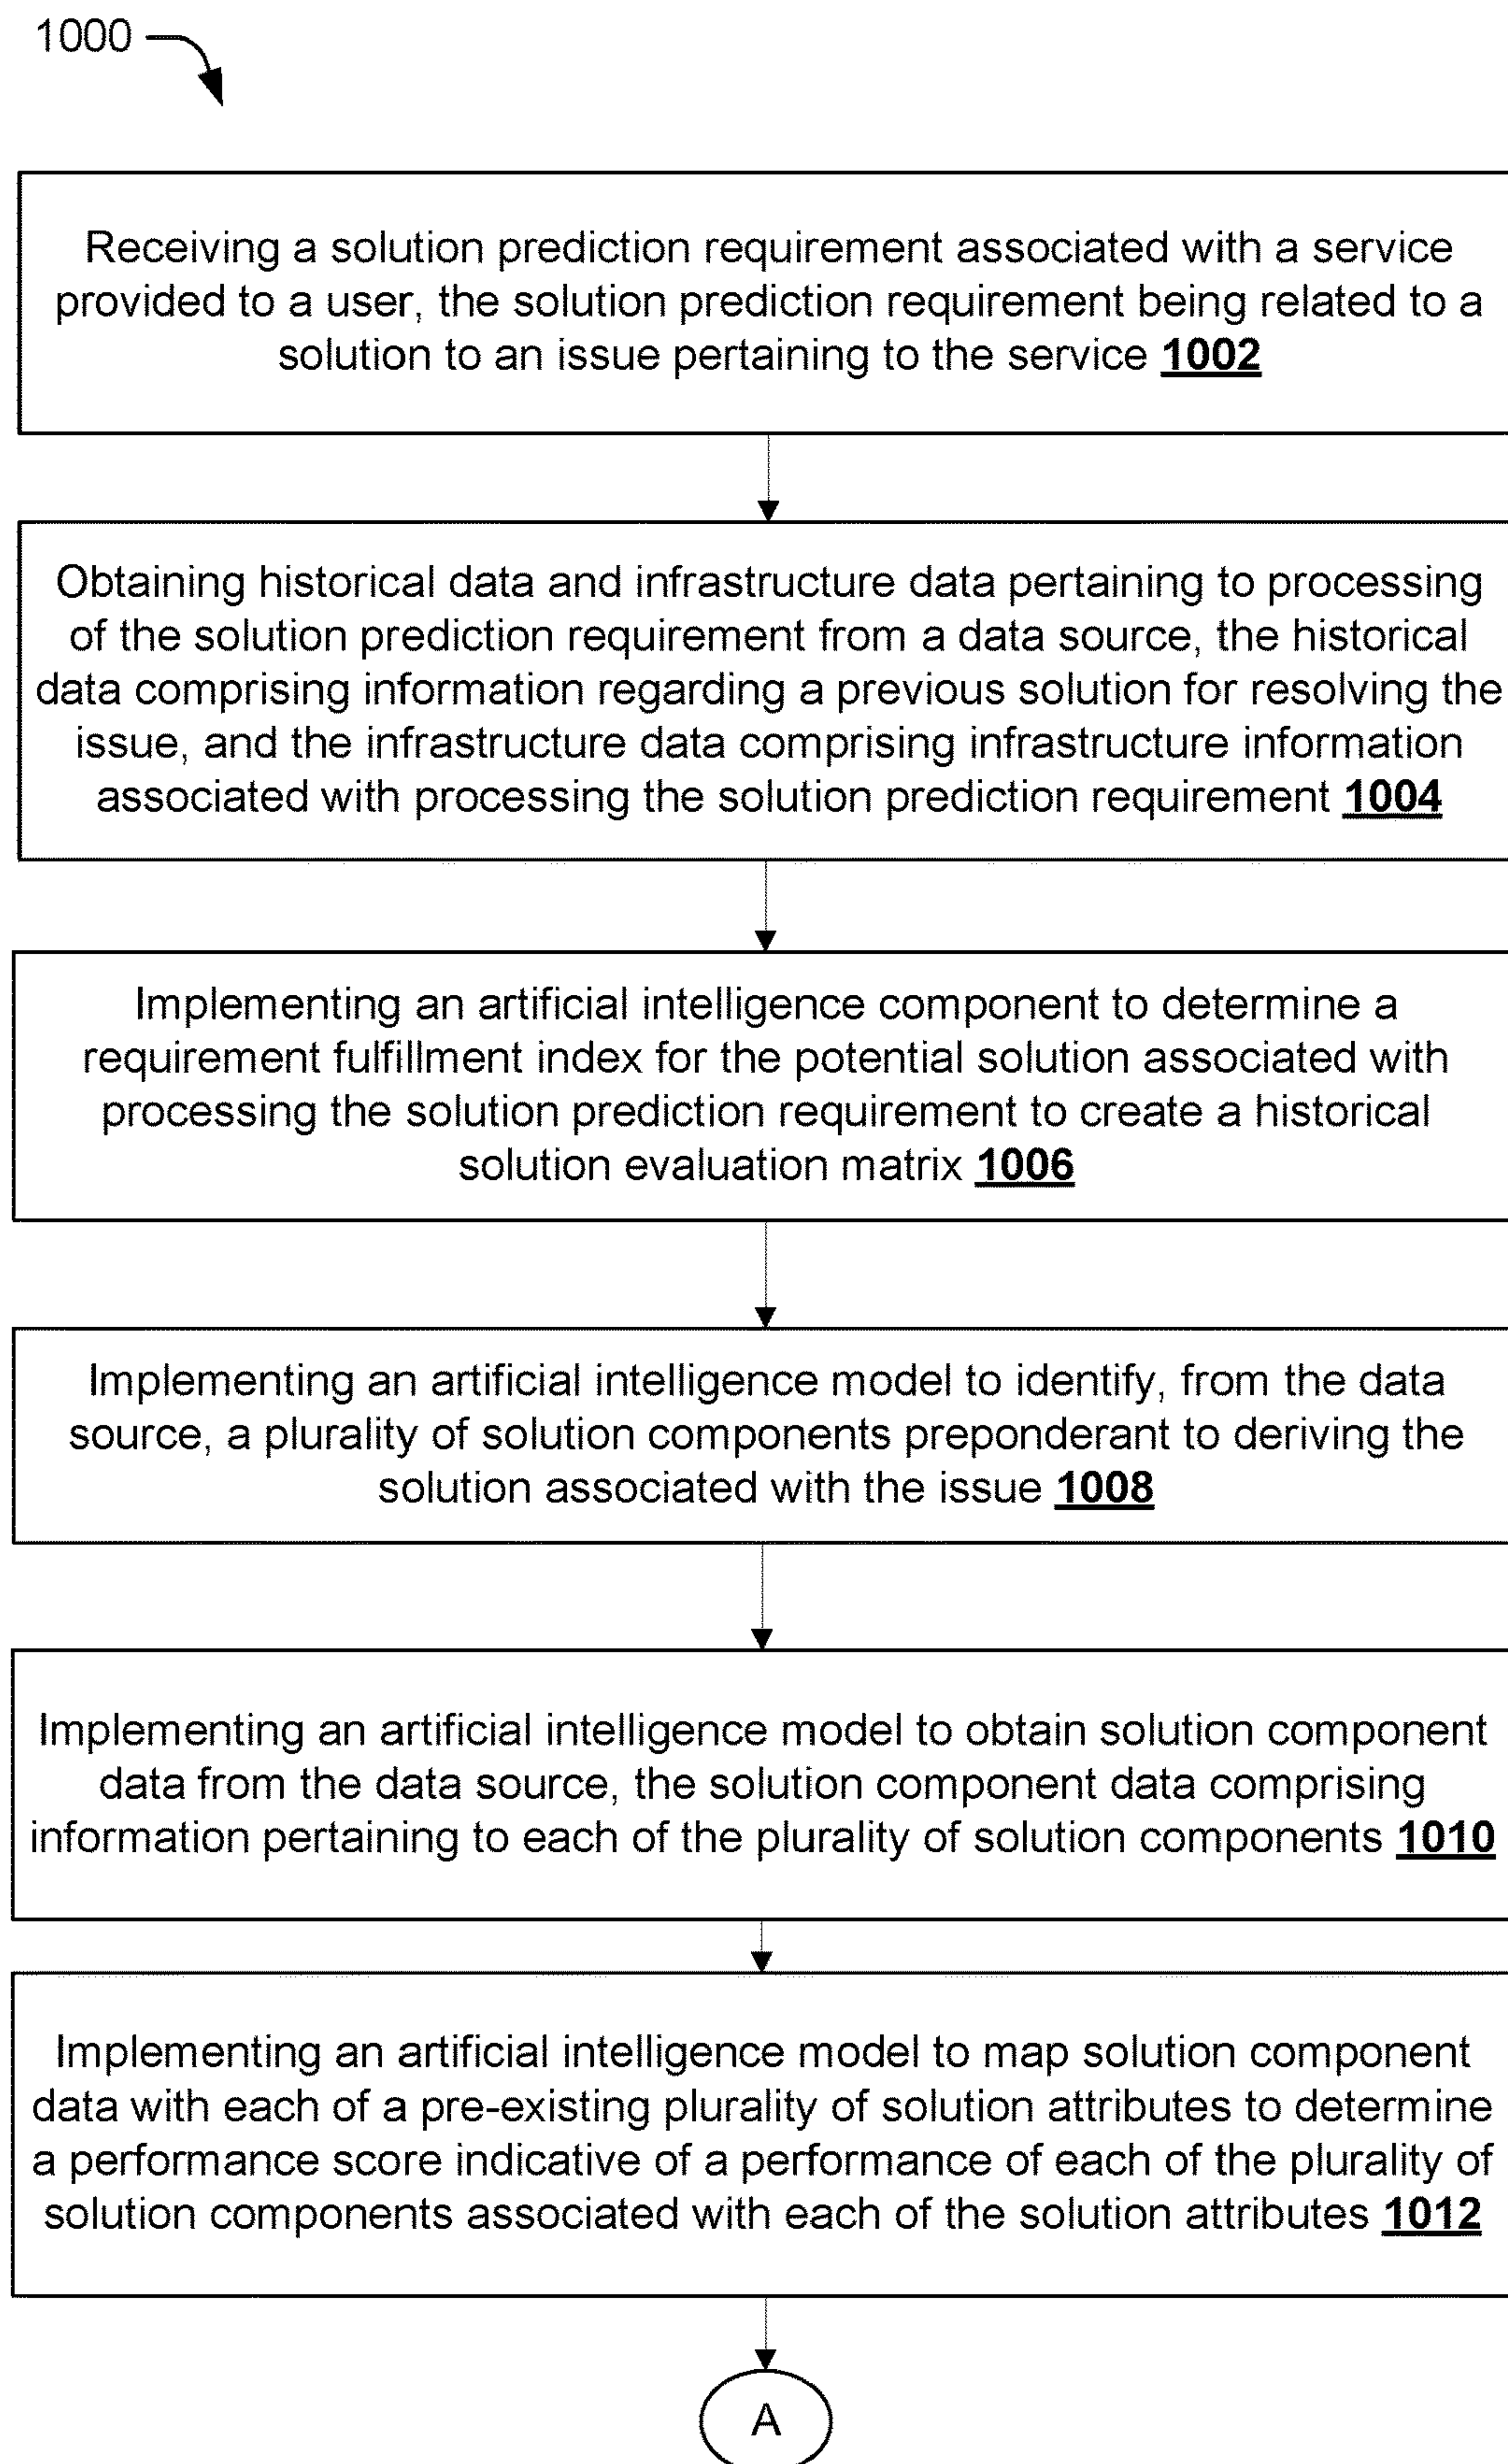 1000
Receiving a solution prediction requirement associated with a service
provided to a user, the solution prediction requirement being related to a
solution to an issue pertaining to the service 1002
Obtaining historical data and infrastructure data pertaining to processing
of the solution prediction requirement from a data source, the historical
data comprising information regarding a previous solution for resolving the
issue, and the infrastructure data comprising infrastructure information
associated with processing the solution prediction requirement 1004
Implementing an artificial intelligence component to determine a
requirement fulfillment index for the potential solution associated with
processing the solution prediction requirement to create a historical
solution evaluation matrix 1006
Implementing an artificial intelligence model to identify, from the data
source, a plurality of solution components preponderant to deriving the
solution associated with the issue 1008
Implementing an artificial intelligence model to obtain solution component
data from the data source, the solution component data comprising
information pertaining to each of the plurality of solution components 1010
Implementing an artificial intelligence model to map solution component
data with each of a pre-existing plurality of solution attributes to determine
a performance score indicative of a performance of each of the plurality of
solution components associated with each of the solution attributes 1012
A